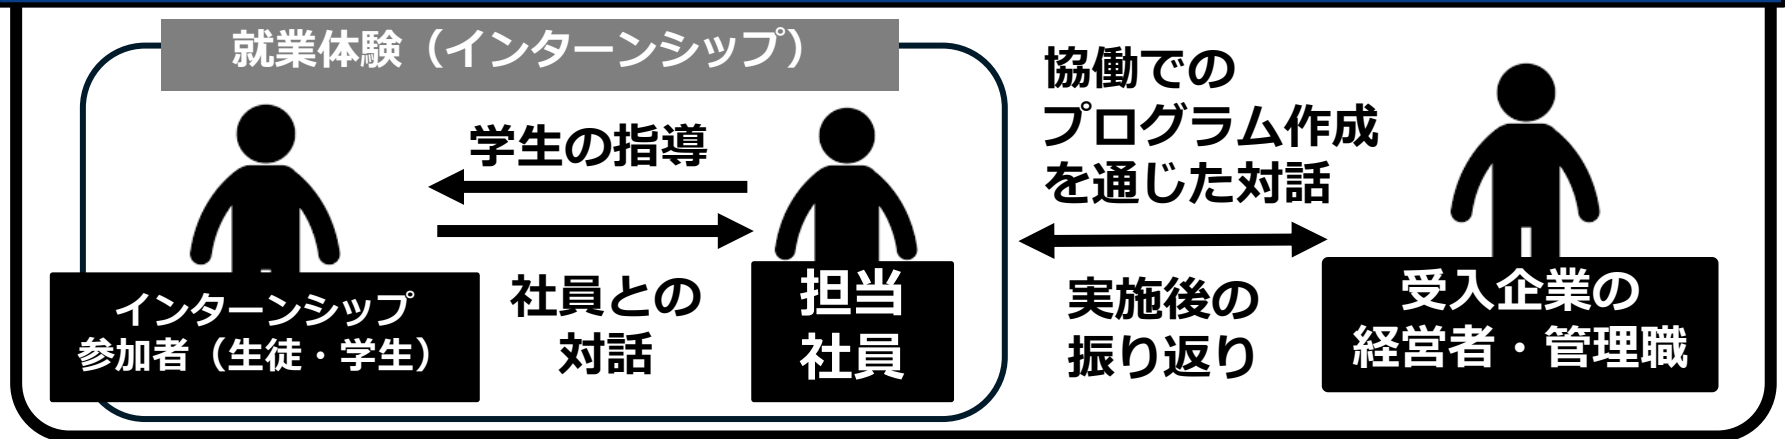 就業体験（インターンシップ）
学生の指導
社員との
対話
インターンシップ
参加者（生徒・学生）
担当
社員
協働での
プログラム作成
を通じた対話
実施後の
振り返り
受入企業の
経営者・管理職